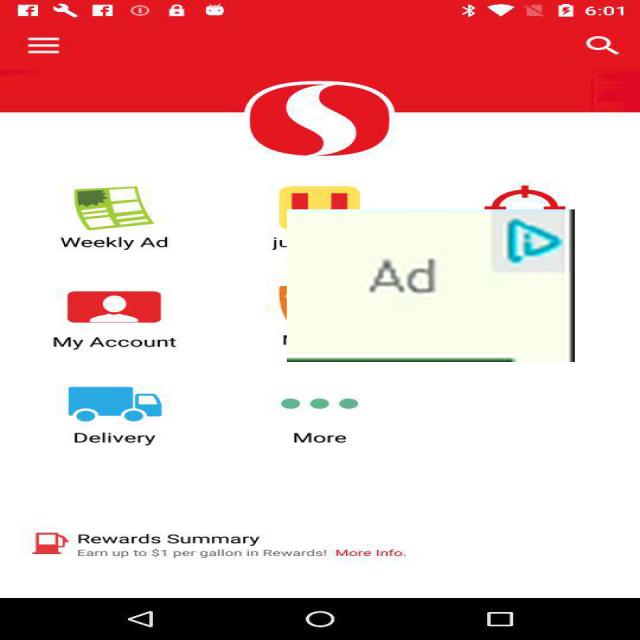 6:01
Weekly Ad
ju
Ad
My Account
Delivery
More
Rewards Summary
Earn up to $1 per gallon in Rewards! More Info.